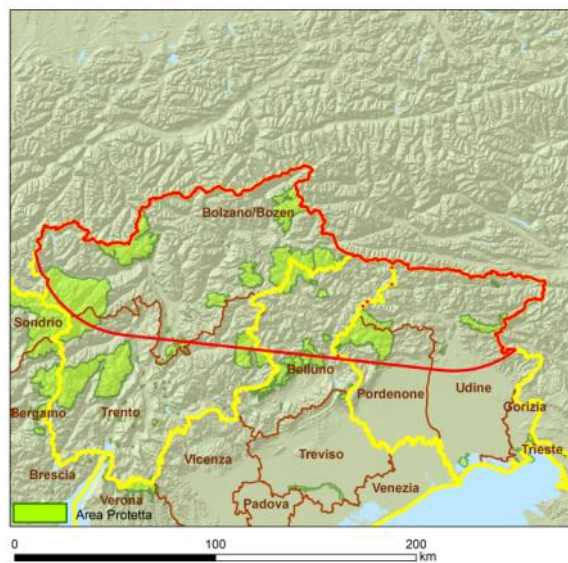 Bolzano/Bozen
Sondrio
Belluno
Udine
Pordenone
Gorizia
Bergamo
Trento
Treviso
Trieste
Vicenza
Brescia
Venezia
Verona
Padova
Area Protetta
0 100 200
km